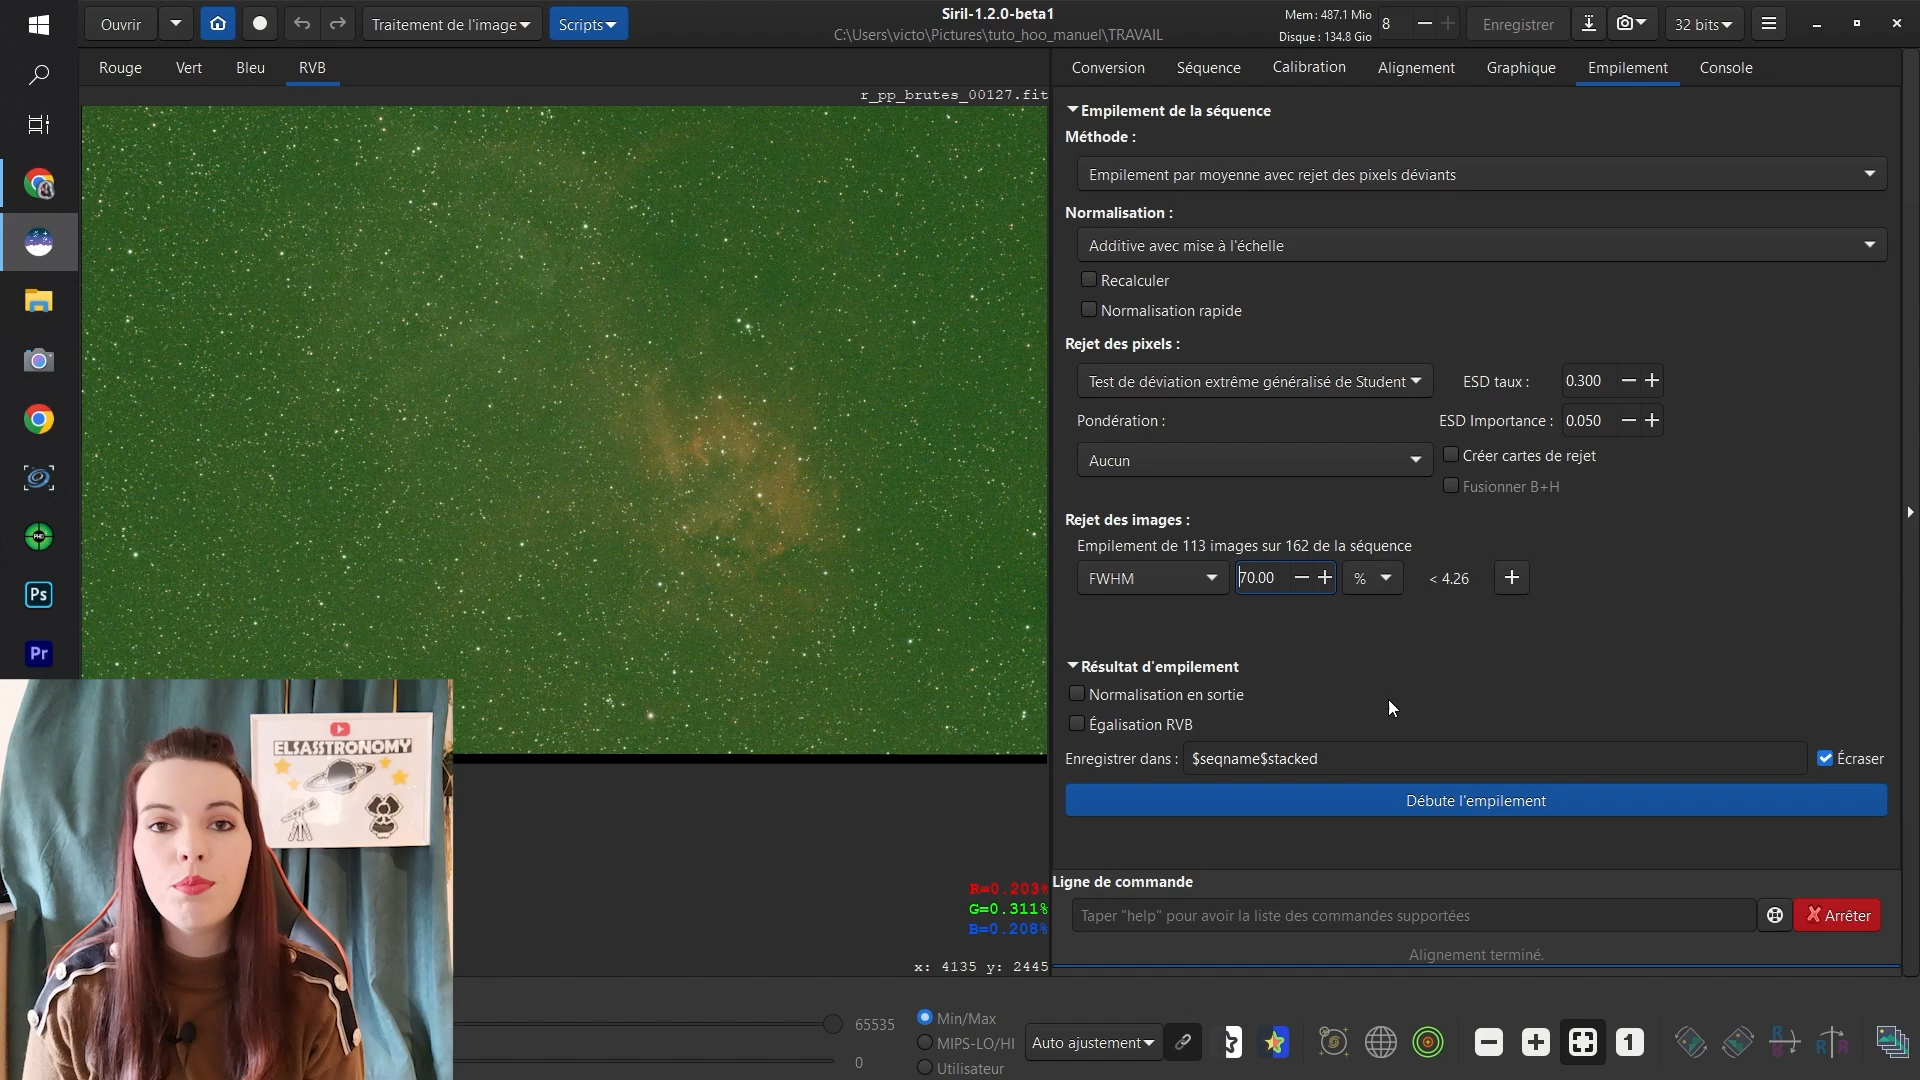 Ouvrir
Traitement de l'image
Scripts
Siril-1.2.0-beta1
C:\Users\victo\Pictures\tuto_hoo_manuel\TRAVAIL
Mem : 487.1 Mio
Disque : 134.8 Gio
8
Enregistrer
32 bits
Rouge
Vert
Bleu
RVB
r_pp_brutes_00127.fit
Conversion
Séquence
Calibration
Alignement
Graphique
Empilement
Console
Empilement de la séquence
Méthode :
Empilement par moyenne avec rejet des pixels déviants
Normalisation :
Additive avec mise à l'échelle
Recalculer
Normalisation rapide
Rejet des pixels :
Test de déviation extrême généralisé de Student
ESD taux :
0.300
Pondération :
ESD Importance :
0.050
Aucun
Créer cartes de rejet
Fusionner B+H
Rejet des images :
Empilement de 113 images sur 162 de la séquence
FWHM
70.00
%
< 4.26
Résultat d'empilement
Normalisation en sortie
Égalisation RVB
Enregistrer dans :
$seqname$stacked
Écraser
Débute l'empilement
Ligne de commande
Taper "help" pour avoir la liste des commandes supportées
Arrêter
Alignement terminé.
R=0.203%
G=0.311%
B=0.208%
x: 4135 y: 2445
65535
0
Min/Max
MIPS-LO/HI
Utilisateur
Auto ajustement
1
Ps
Pr
PHD
ELSASSTRONOMY
R
R
R R